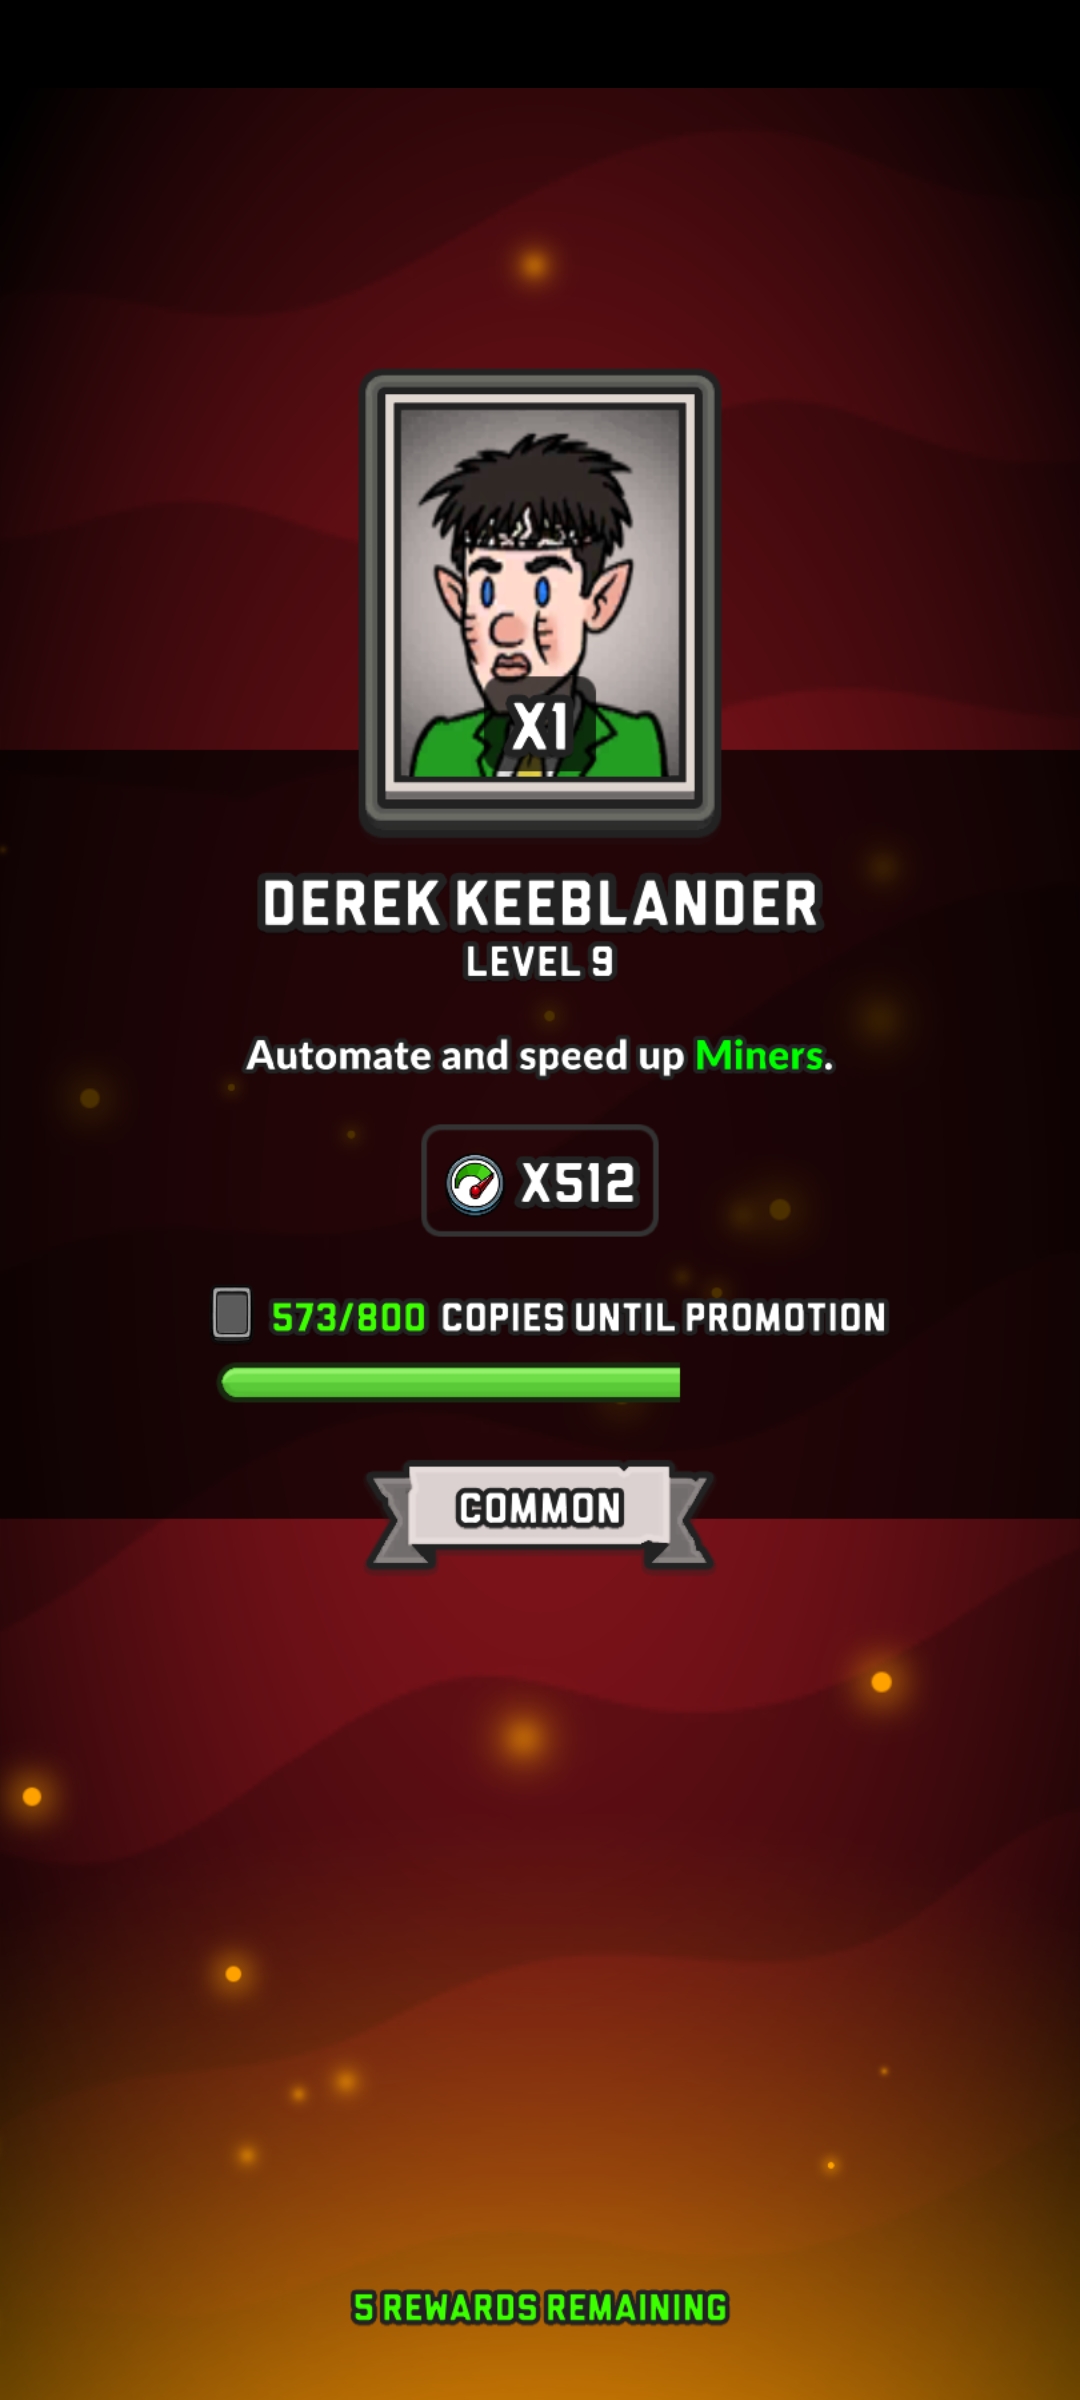 X1
DEREK KEEBLANDER
LEVEL 9
Automate and speed up Miners.
X512
573/800 COPIES UNTIL PROMOTION
COMMON
5 REWARDS REMAINING